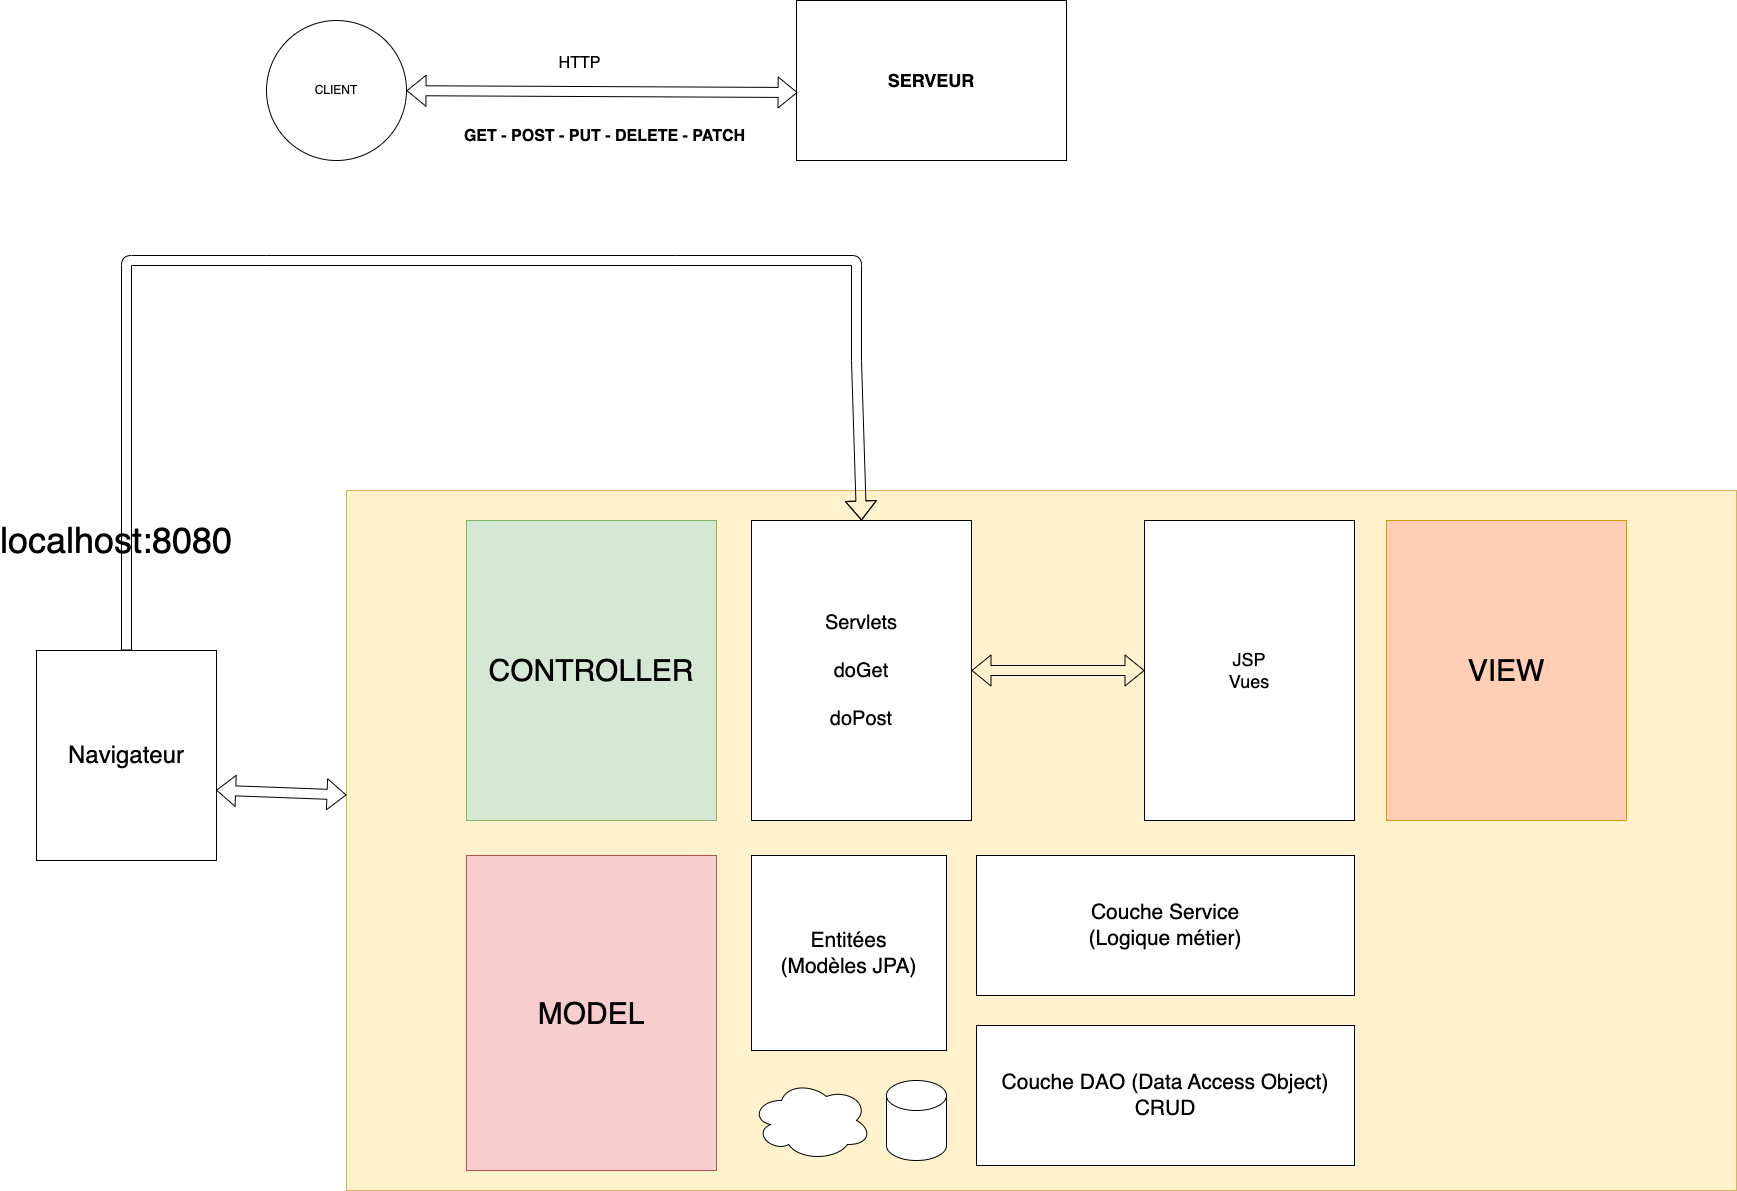 HTTP
SERVEUR
CLIENT
GET - POST - PUT - DELETE - PATCH
localhost:8080
Navigateur
CONTROLLER
Servlets
doGet
doPost
JSP
Vues
VIEW
MODEL
Entitées
(Modèles JPA)
Couche Service
(Logique métier)
Couche DAO (Data Access Object)
CRUD